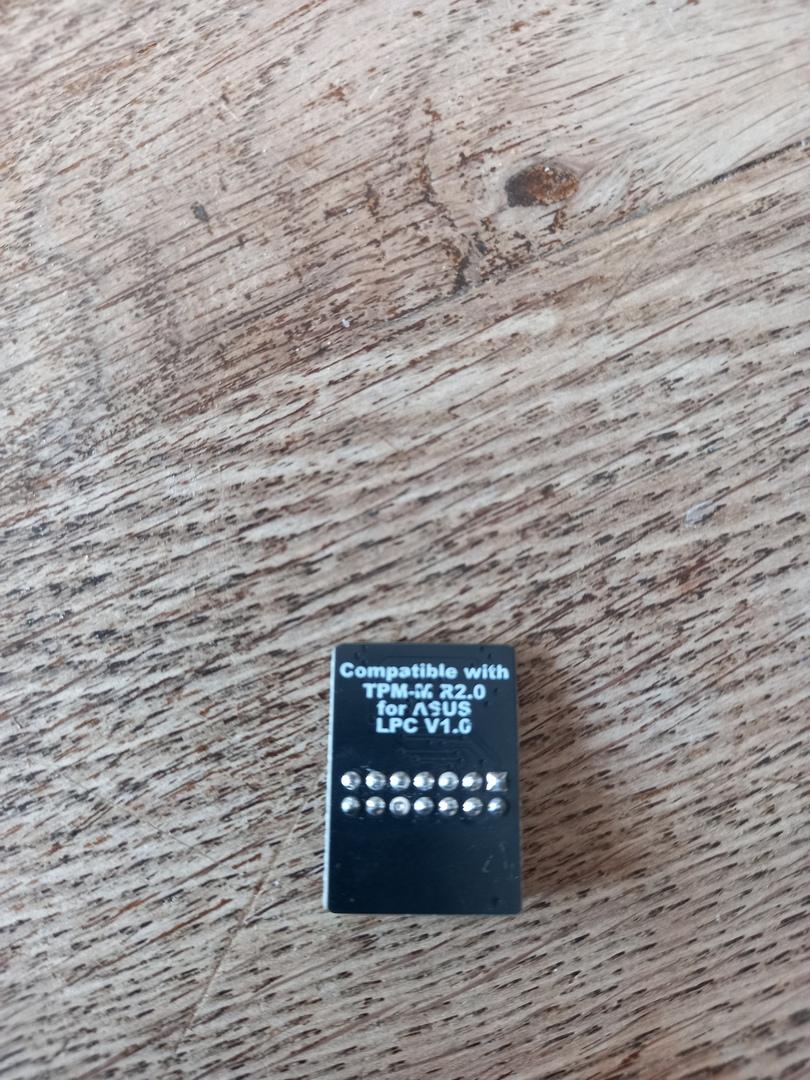 Compatible with
TPM-M R2.0
for ASUS
LPC V1.0